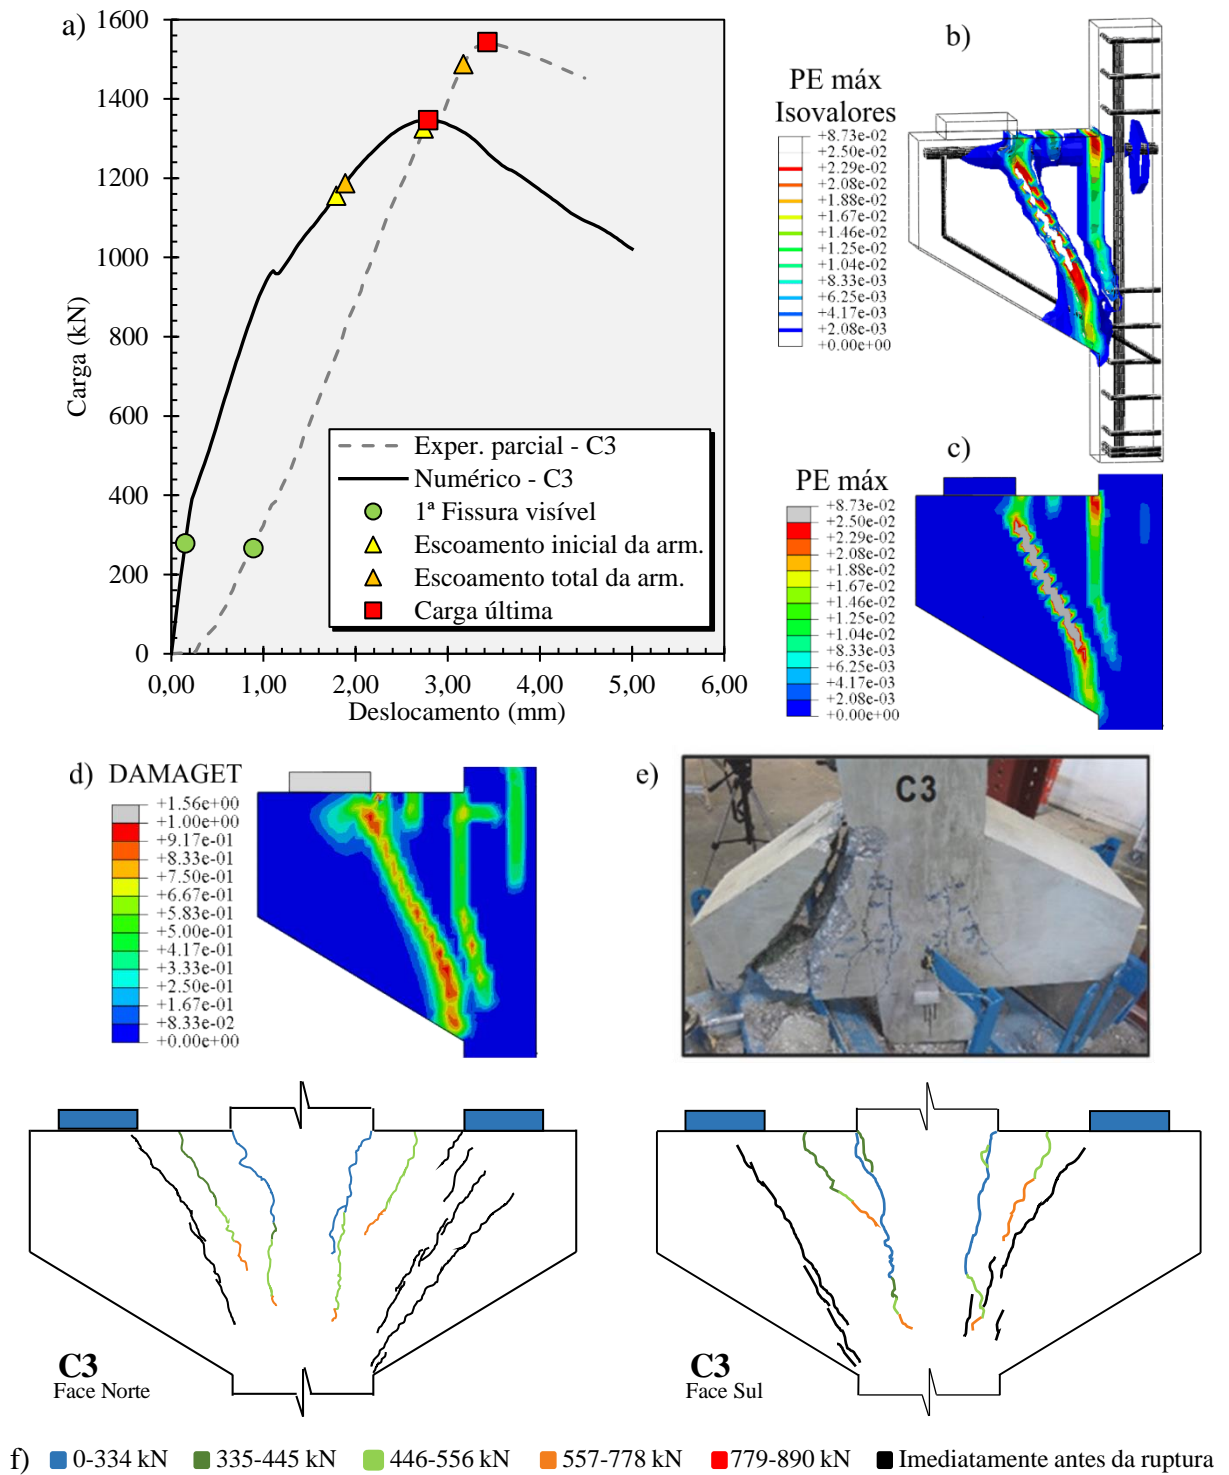 a)
1600
1400
1200
1000
800
600
400
200
0
Carga (kN)
0,00
1,00
2,00
3,00
4,00
5,00
6,00
Deslocamento (mm)
Exper. parcial - C3
Numérico - C3
1ª Fissura visível
Escoamento inicial da arm.
Escoamento total da arm.
Carga última
b)
PE máx
Isovalores
+8.73e-02
+2.50e-02
+2.29e-02
+2.08e-02
+1.88e-02
+1.67e-02
+1.46e-02
+1.25e-02
+1.04e-02
+8.33e-03
+6.25e-03
+4.17e-03
+2.08e-03
+0.00e+00
c)
PE máx
+8.73e-02
+2.50e-02
+2.29e-02
+2.08e-02
+1.88e-02
+1.67e-02
+1.46e-02
+1.25e-02
+1.04e-02
+8.33e-03
+6.25e-03
+4.17e-03
+2.08e-03
+0.00e+00
d) DAMAGET
+1.56e+00
+1.00e+00
+9.17e-01
+8.33e-01
+7.50e-01
+6.67e-01
+5.83e-01
+5.00e-01
+4.17e-01
+3.33e-01
+2.50e-01
+1.67e-01
+8.33e-02
+0.00e+00
e)
C3
C3
Face Norte
C3
Face Sul
f) 0-334 kN 335-445 kN 446-556 kN 557-778 kN 779-890 kN Imediatamente antes da ruptura